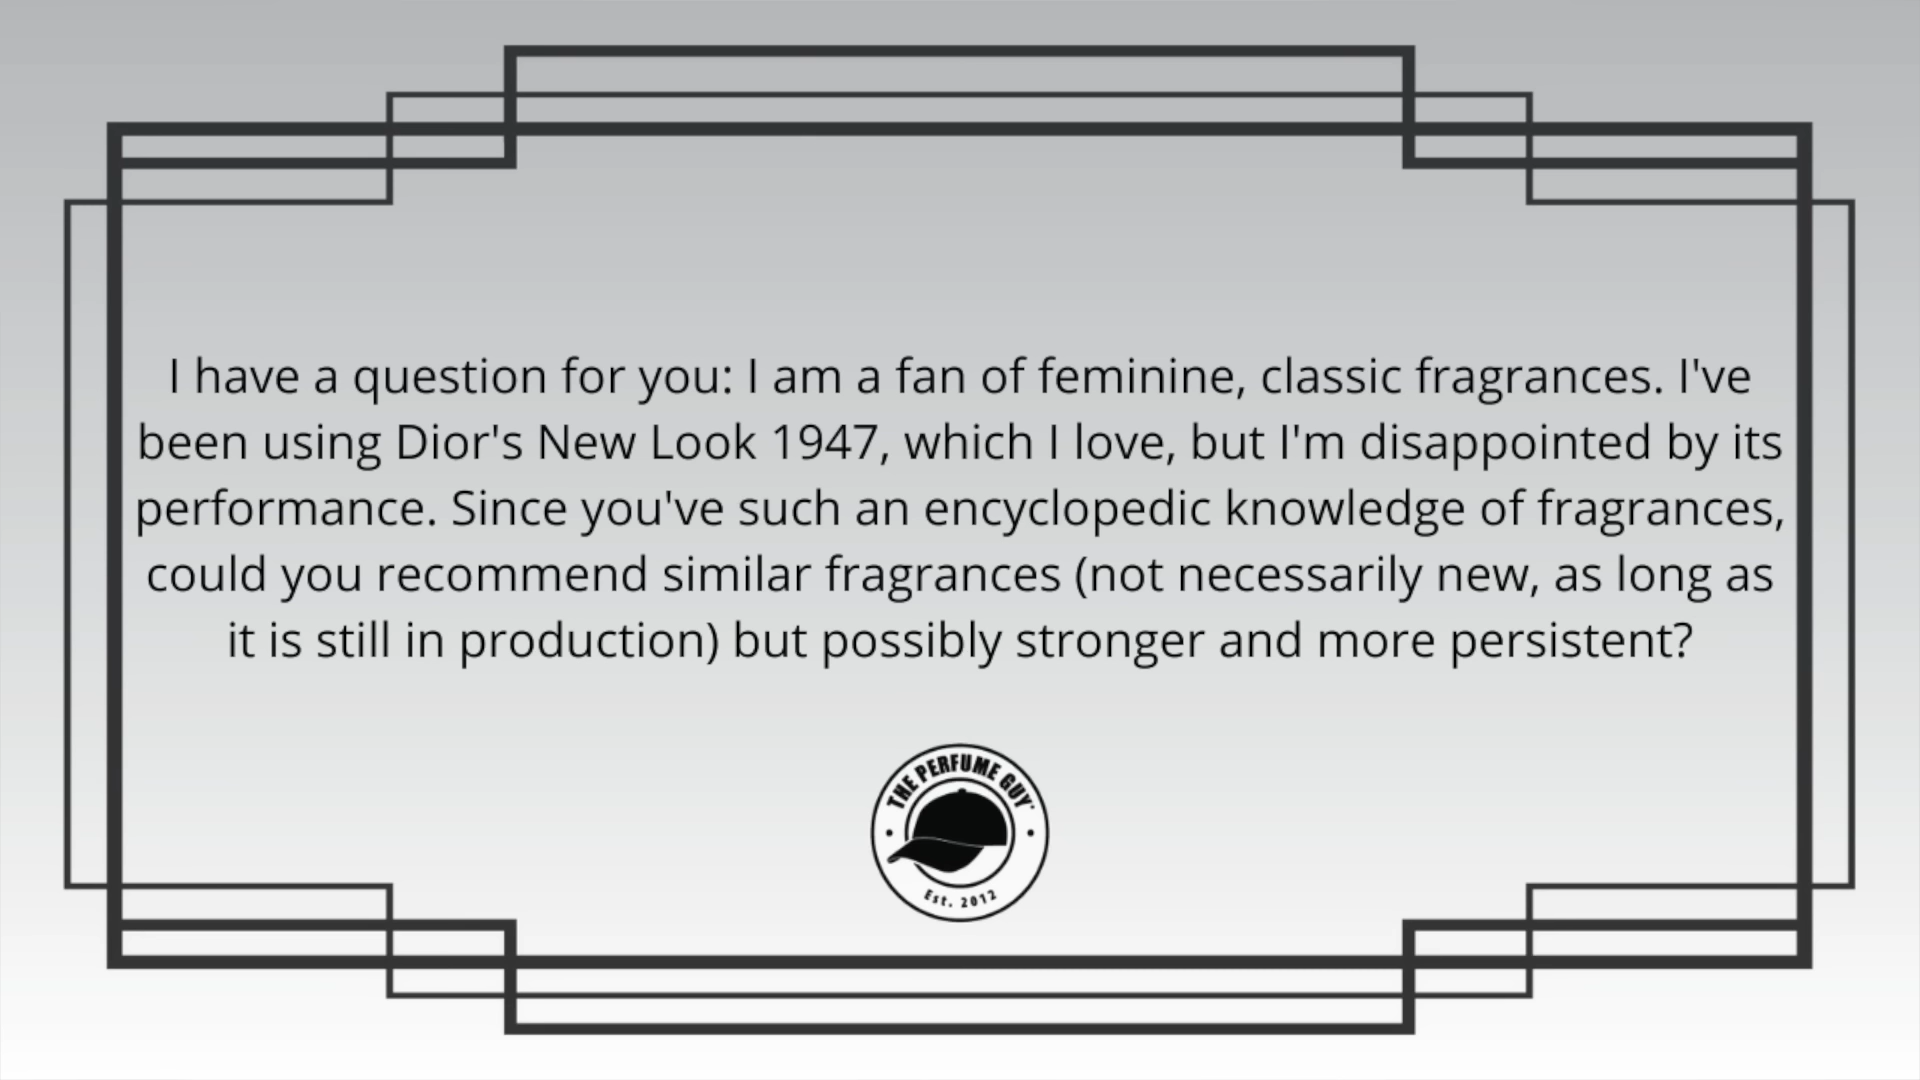 I have a question for you: I am a fan of feminine, classic fragrances. I've
been using Dior's New Look 1947, which I love, but I'm disappointed by its
performance. Since you've such an encyclopedic knowledge of fragrances,
could you recommend similar fragrances (not necessarily new, as long as
it is still in production) but possibly stronger and more persistent?
THE PERFUME GUY
Est. 2012